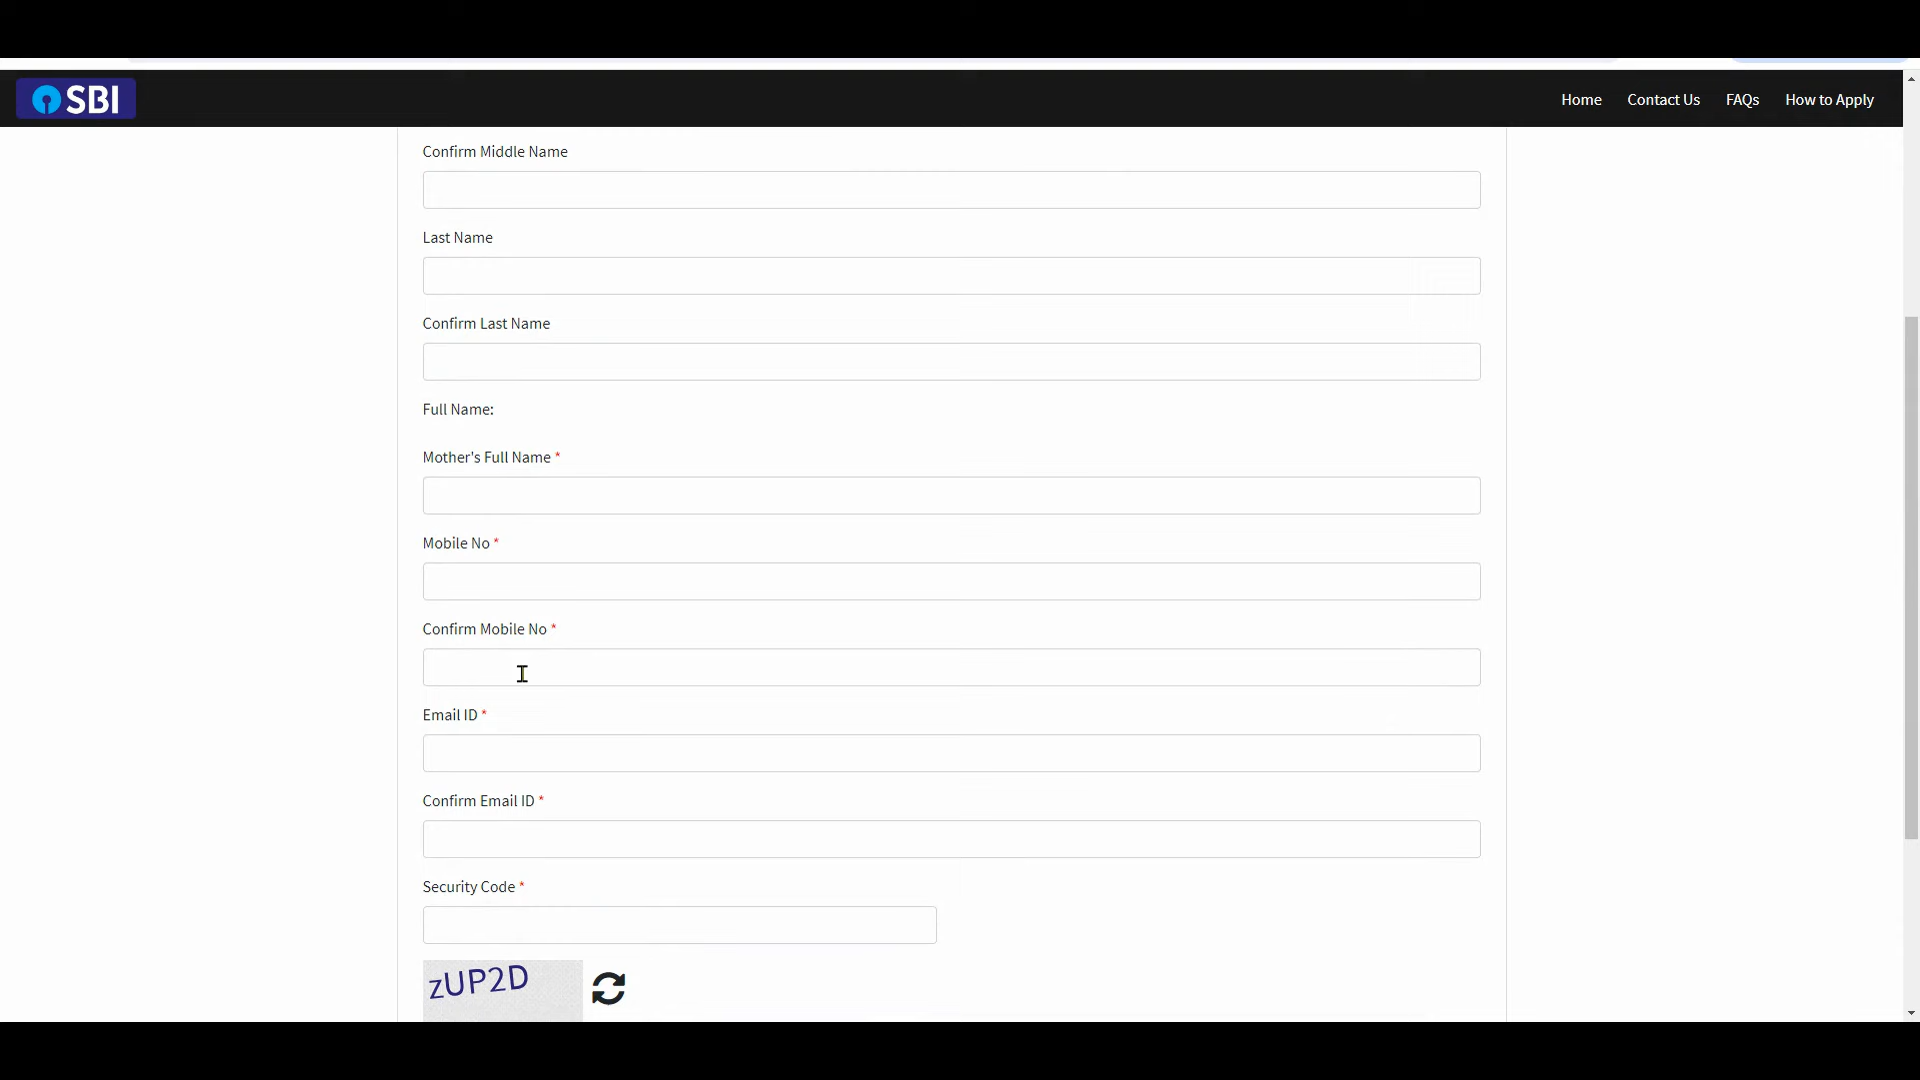 SBI
Home Contact Us FAQs How to Apply
Confirm Middle Name
Last Name
Confirm Last Name
Full Name:
Mother's Full Name *
Mobile No *
Confirm Mobile No *
Email ID *
Confirm Email ID *
Security Code *
zUP2D